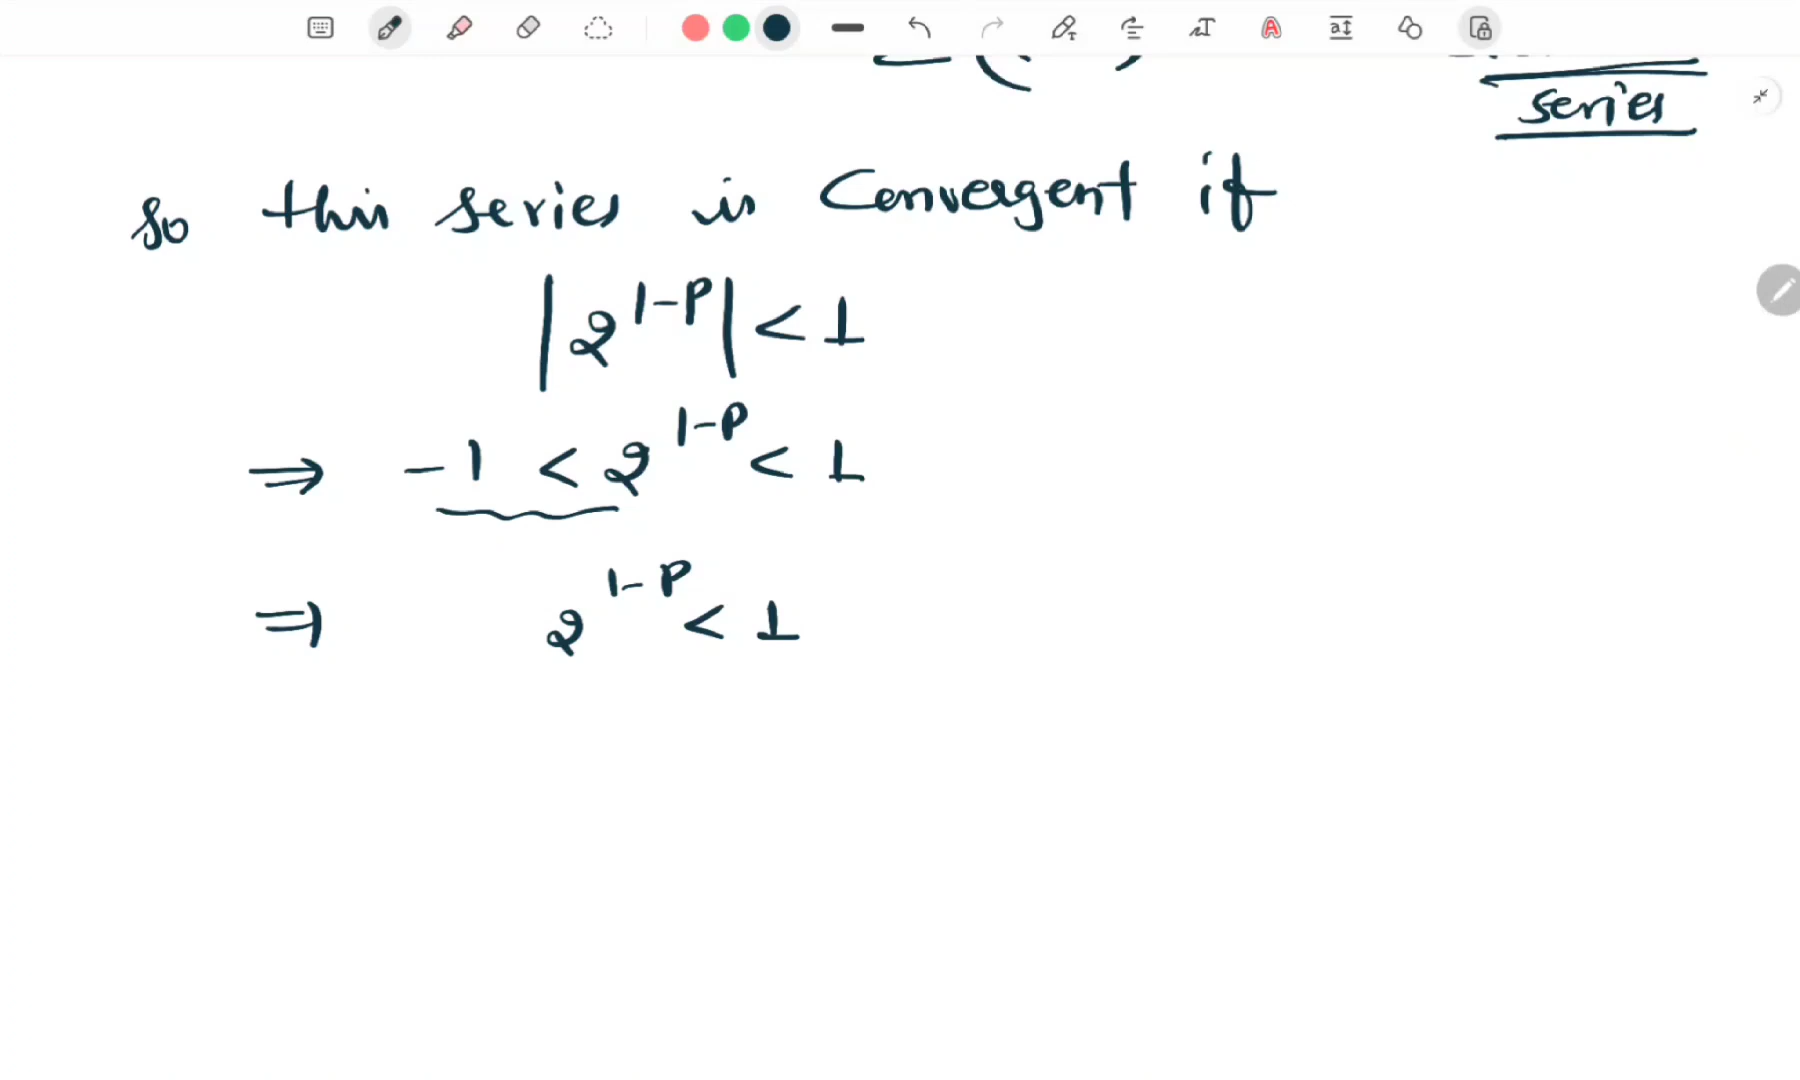 series
So this series is Convergent if
|2^{1-P}| < 1
⇒ -1 < 2^{1-P} < 1
⇒ 2^{1-P} < 1